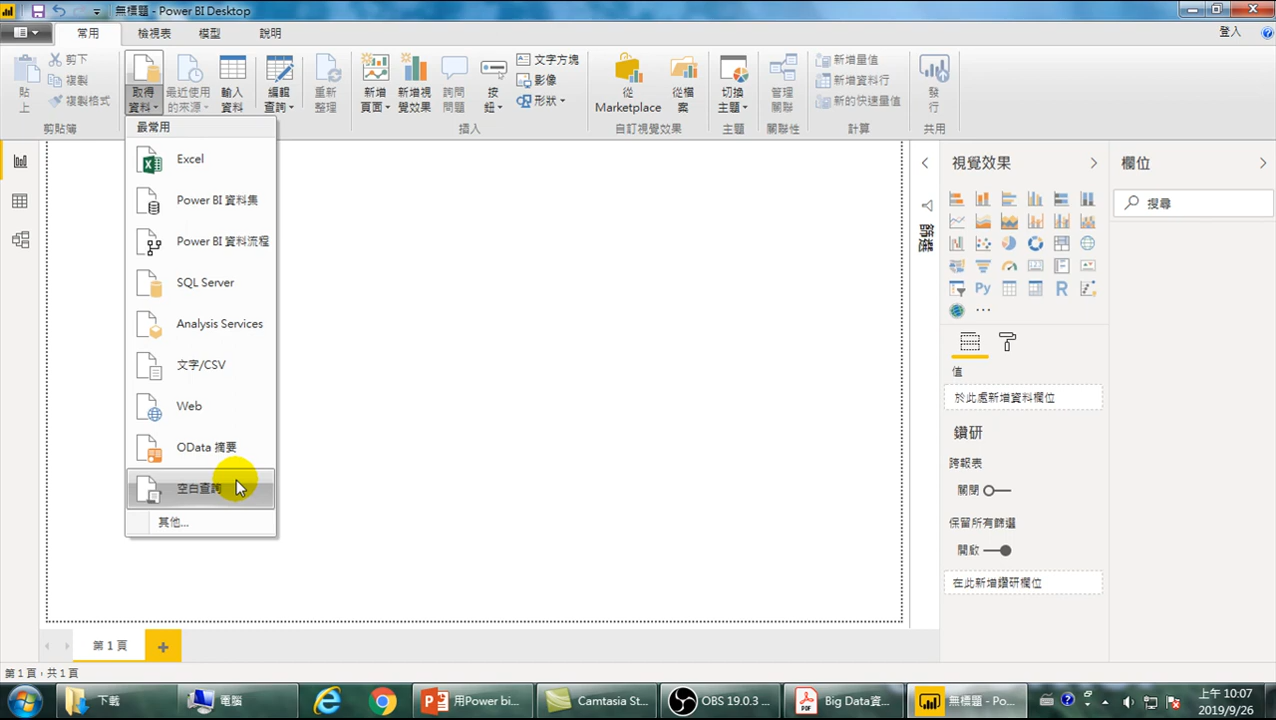 無標題 - Power BI Desktop
常用 檢視表 模型 說明 登入
貼上 剪下 複製 複製格式 剪貼簿
取得資料 最近使用的來源 輸入資料 編輯查詢 重新整理
新增頁面 新增視覺效果 詢問問題 按鈕 文字方塊 影像 形狀 插入
從 Marketplace 從檔案 自訂視覺效果
切換主題 主題
管理關聯 關聯性
新增量值 新增資料行 新的快速量值 計算
發行 共用
最常用
Excel
Power BI 資料集
Power BI 資料流程
SQL Server
Analysis Services
文字/CSV
Web
OData 摘要
空白查詢
其他...
篩選
視覺效果
Py
R
123
值
於此處新增資料欄位
鑽研
跨報表
關閉
保留所有篩選
開啟
在此新增鑽研欄位
欄位
搜尋
第 1 頁
第 1 頁，共 1 頁
下載 電腦 用Power bi... Camtasia St... OBS 19.0.3 ... Big Data資... 無標題 - Po...
上午 10:07
2019/9/26